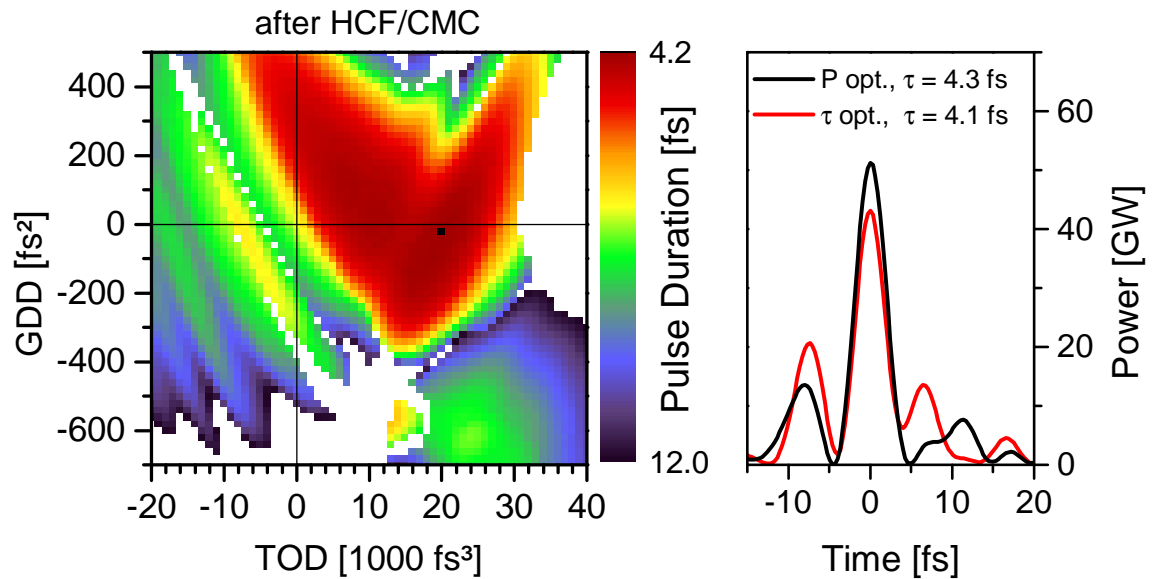 after HCF/CMC
400
200
0
-200
-400
-600
GDD [fs²]
-20
-10
0
10
20
30
40
TOD [1000 fs³]
4.2
12.0
Pulse Duration [fs]
P opt., τ = 4.3 fs
τ opt., τ = 4.1 fs
60
40
20
0
Power [GW]
-10
0
10
20
Time [fs]